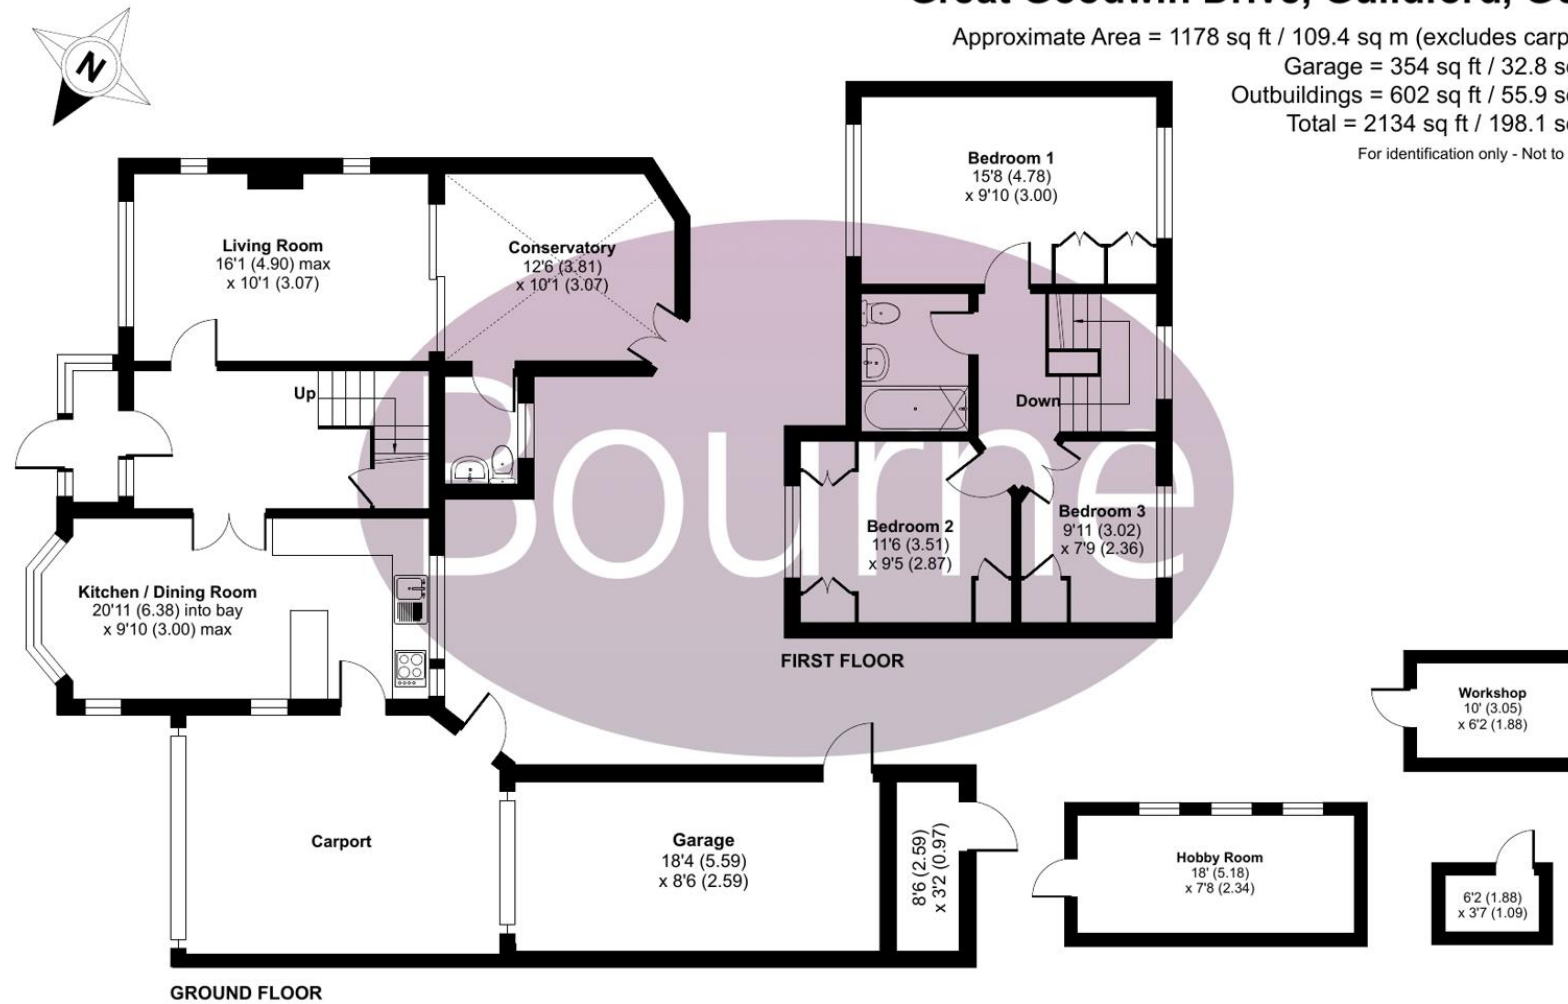 Approximate Area = 1178 sq ft / 109.4 sq m (excludes
Garage = 354 sq ft / 32.8
Outbuildings = 602 sq ft / 55.9
Total = 2134 sq ft / 198.1
For identification only - Not to
N
Bedroom 1
15'8 (4.78)
x 9'10 (3.00)
Living Room
16'1 (4.90) max
x 10'1 (3.07)
Conservatory
12'6 (3.81)
x 10'1 (3.07)
Up
Down
Bourne
Bedroom 2
11'6 (3.51)
x 9'5 (2.87)
Bedroom 3
9'11 (3.02)
x 7'9 (2.36)
Kitchen / Dining Room
20'11 (6.38) into bay
x 9'10 (3.00) max
FIRST FLOOR
Workshop
10' (3.05)
x 6'2 (1.88)
Carport
Garage
18'4 (5.59)
x 8'6 (2.59)
8'6 (2.59)
x 3'2 (0.97)
Hobby Room
18' (5.18)
x 7'8 (2.34)
6'2 (1.88)
x 3'7 (1.09)
GROUND FLOOR